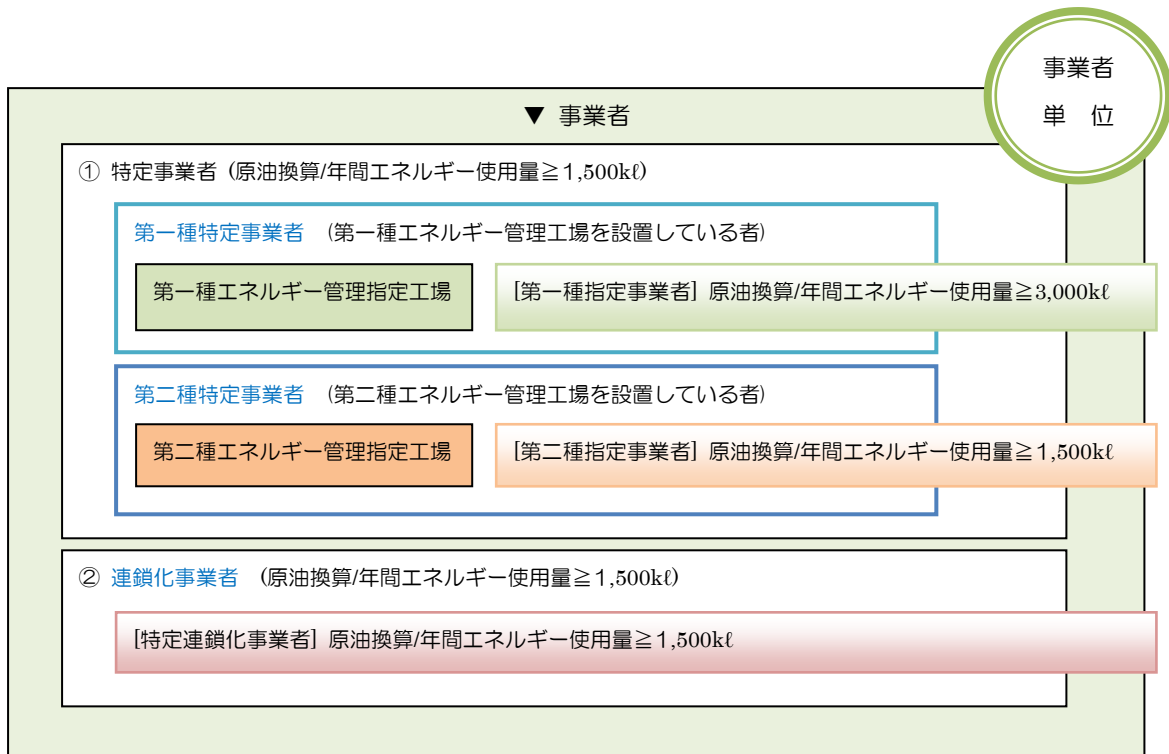 事業者
単 位
▼ 事業者
① 特定事業者 (原油換算/年間エネルギー使用量≧1,500kℓ)
第一種特定事業者 (第一種エネルギー管理工場を設置している者)
第一種エネルギー管理指定工場
[第一種指定事業者] 原油換算/年間エネルギー使用量≧3,000kℓ
第二種特定事業者 (第二種エネルギー管理工場を設置している者)
第二種エネルギー管理指定工場
[第二種指定事業者] 原油換算/年間エネルギー使用量≧1,500kℓ
② 連鎖化事業者 (原油換算/年間エネルギー使用量≧1,500kℓ)
[特定連鎖化事業者] 原油換算/年間エネルギー使用量≧1,500kℓ